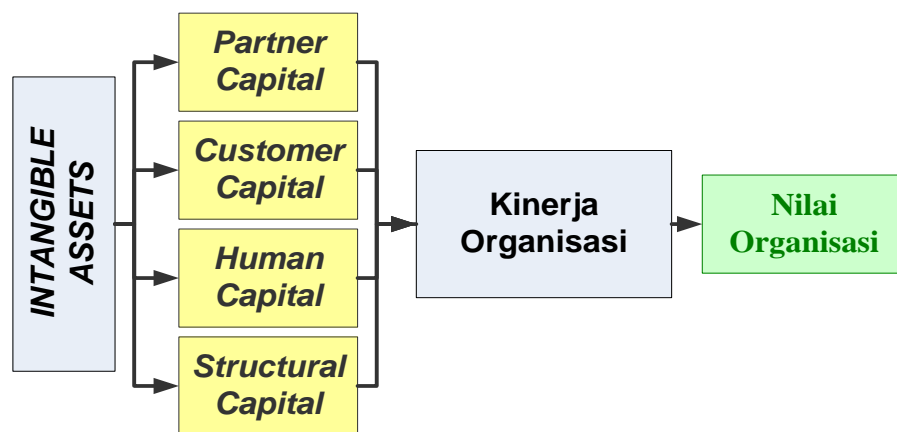 INTANGIBLE
ASSETS
Partner
Capital
Customer
Capital
Human
Capital
Structural
Capital
Kinerja
Organisasi
Nilai
Organisasi